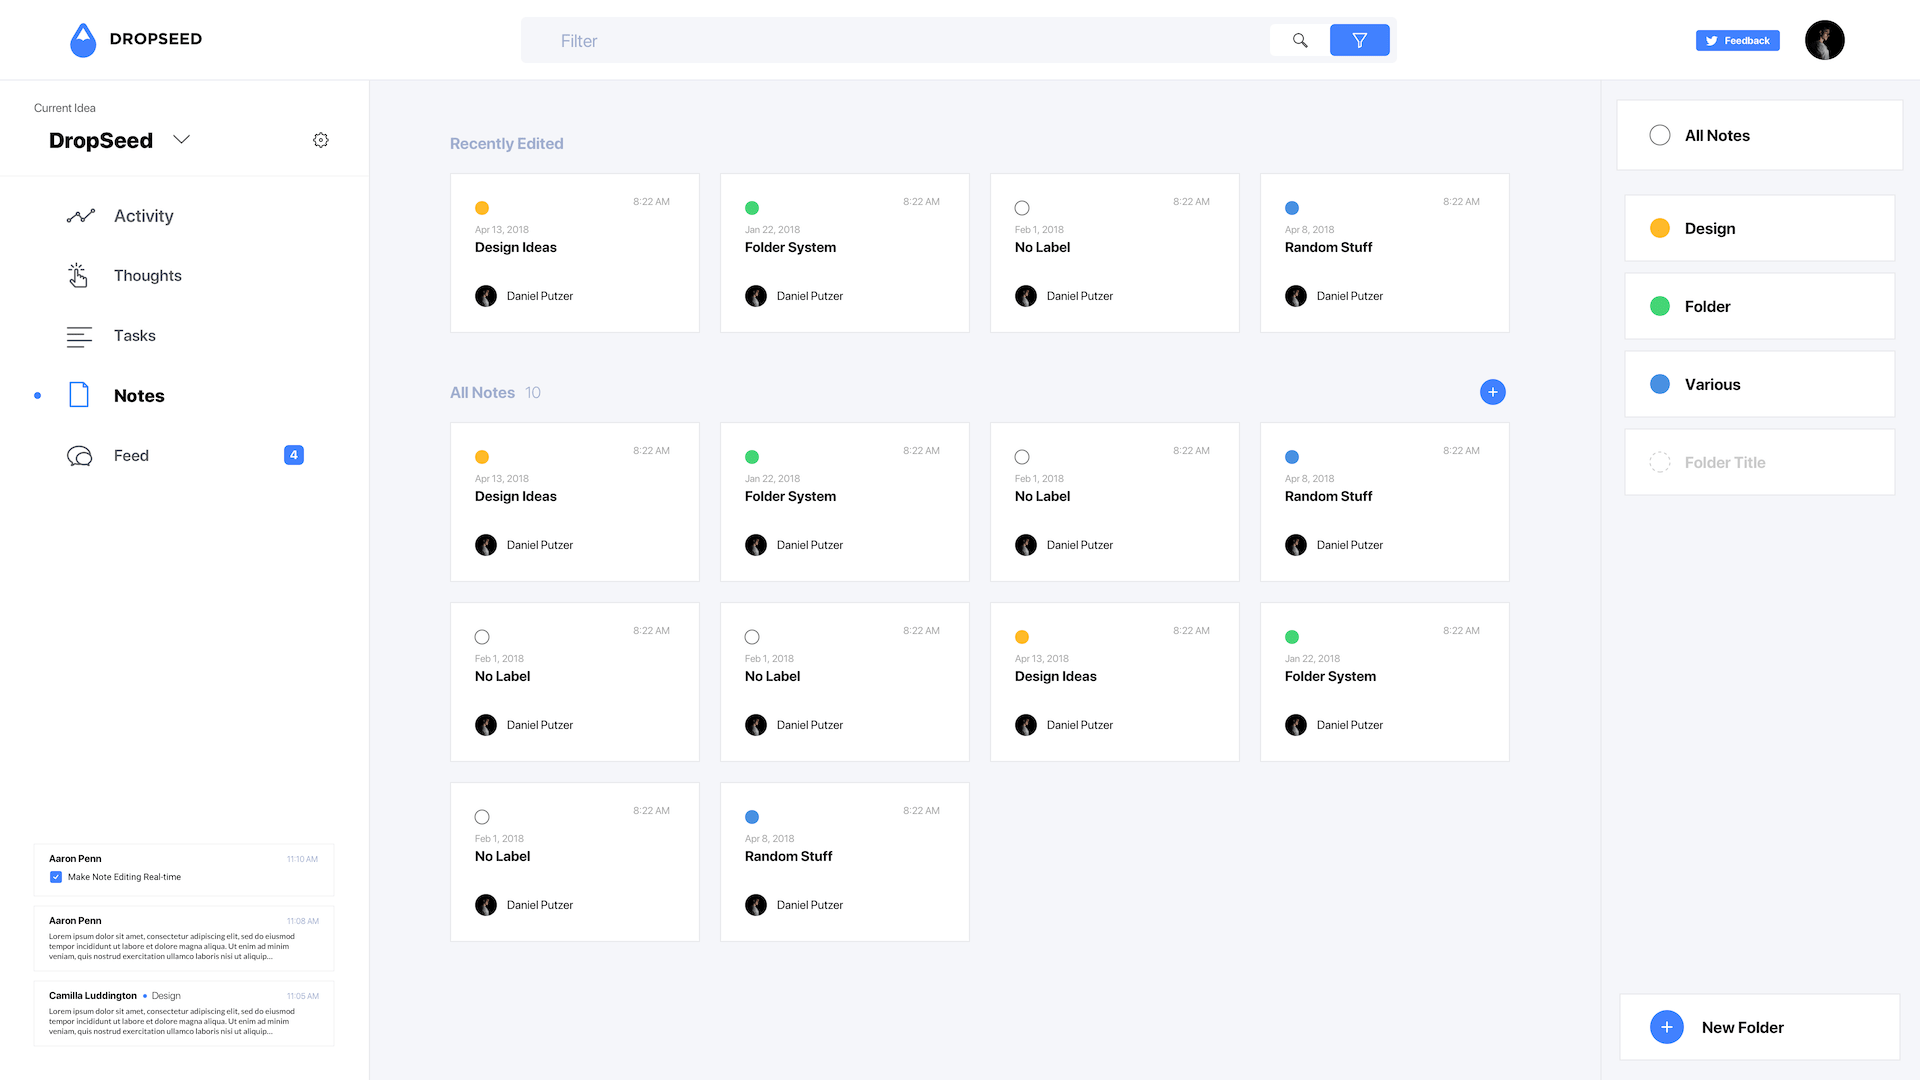 DROPSEED
Filter
Feedback
Current Idea
DropSeed
Activity
Thoughts
Tasks
Notes
Feed
4
Aaron Penn
11:10 AM
Make Note Editing Real-time
Aaron Penn
11:08 AM
Lorem ipsum dolor sit amet, consectetur adipiscing elit, sed do eiusmod
tempor incididunt ut labore et dolore magna aliqua. Ut enim ad minim
veniam, quis nostrud exercitation ullamco laboris nisi ut aliquip...
Camilla Luddington • Design
11:05 AM
Lorem ipsum dolor sit amet, consectetur adipiscing elit, sed do eiusmod
tempor incididunt ut labore et dolore magna aliqua. Ut enim ad minim
veniam, quis nostrud exercitation ullamco laboris nisi ut aliquip...
Recently Edited
8:22 AM
Apr 13, 2018
Design Ideas
Daniel Putzer
8:22 AM
Jan 22, 2018
Folder System
Daniel Putzer
8:22 AM
Feb 1, 2018
No Label
Daniel Putzer
8:22 AM
Apr 8, 2018
Random Stuff
Daniel Putzer
All Notes 10
8:22 AM
Apr 13, 2018
Design Ideas
Daniel Putzer
8:22 AM
Jan 22, 2018
Folder System
Daniel Putzer
8:22 AM
Feb 1, 2018
No Label
Daniel Putzer
8:22 AM
Apr 8, 2018
Random Stuff
Daniel Putzer
8:22 AM
Feb 1, 2018
No Label
Daniel Putzer
8:22 AM
Feb 1, 2018
No Label
Daniel Putzer
8:22 AM
Apr 13, 2018
Design Ideas
Daniel Putzer
8:22 AM
Jan 22, 2018
Folder System
Daniel Putzer
8:22 AM
Feb 1, 2018
No Label
Daniel Putzer
8:22 AM
Apr 8, 2018
Random Stuff
Daniel Putzer
All Notes
Design
Folder
Various
Folder Title
New Folder